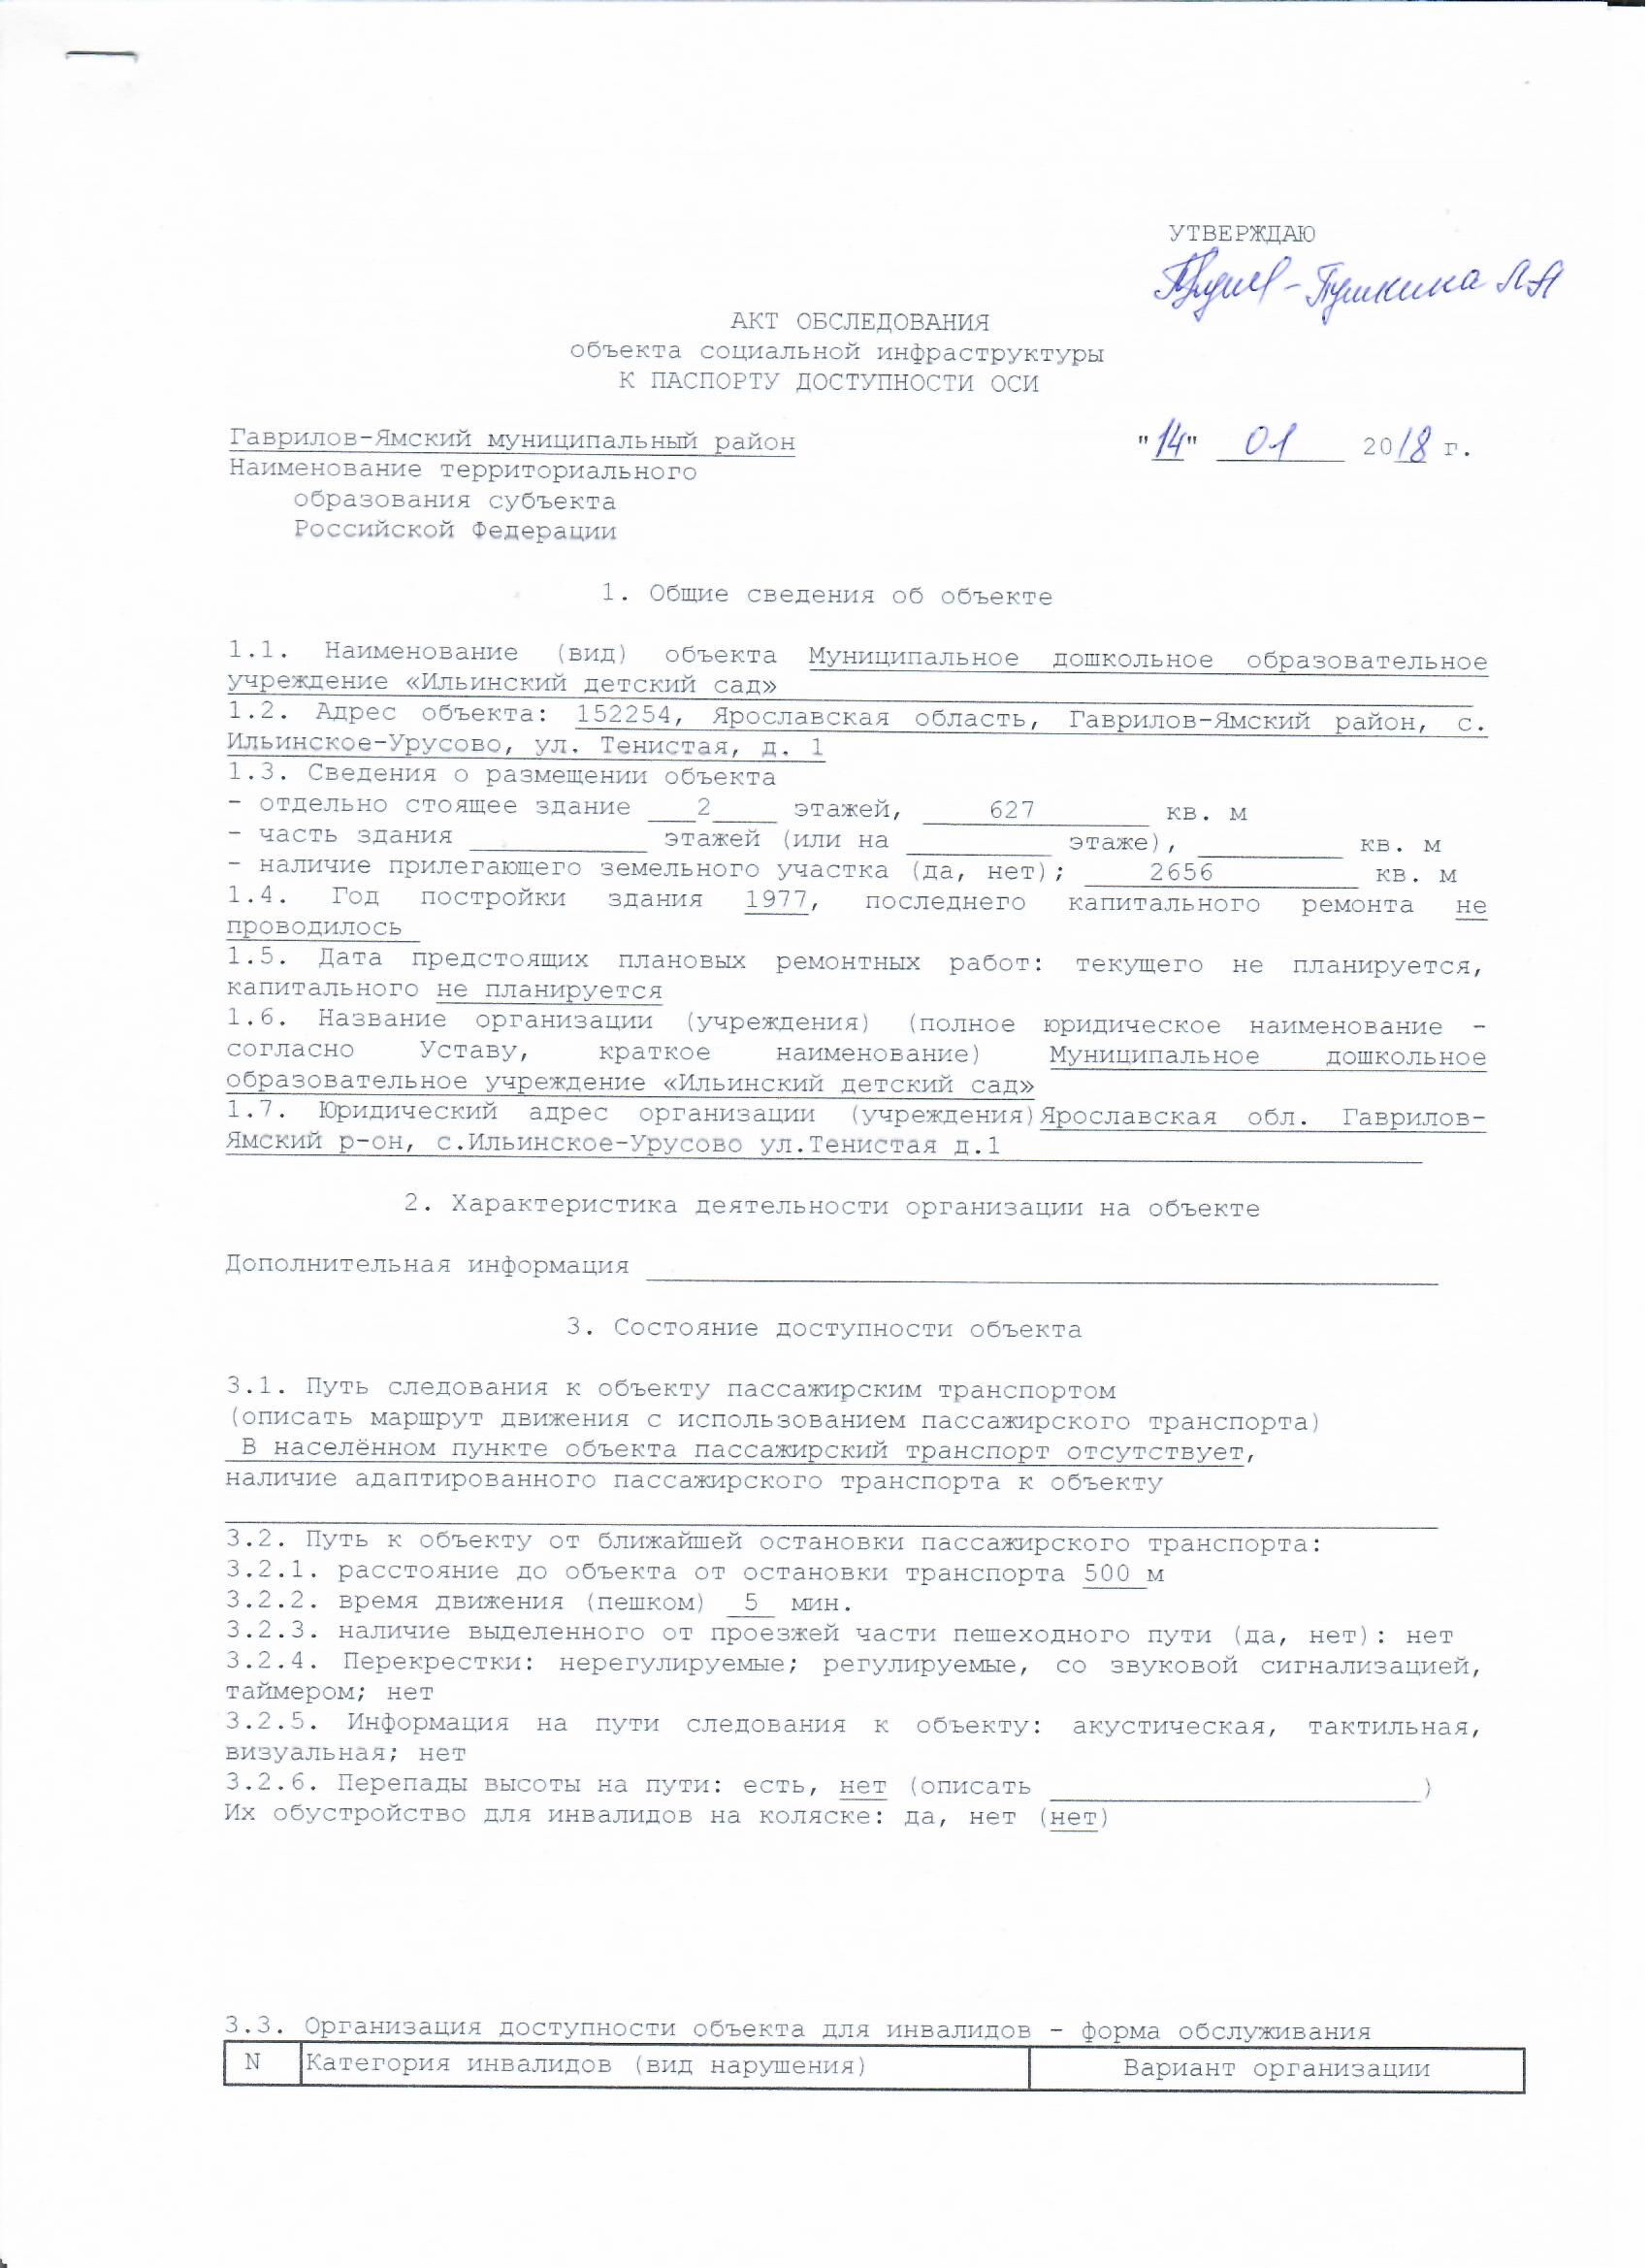 УТВЕРЖДАЮ
Пушкина ЛА
АКТ ОБСЛЕДОВАНИЯ
объекта социальной инфраструктуры
К ПАСПОРТУ ДОСТУПНОСТИ ОСИ
Гаврилов-Ямский муниципальный район "14" 01 2018 г.
Наименование территориального
образования субъекта
Российской Федерации
1. Общие сведения об объекте
1.1. Наименование (вид) объекта Муниципальное дошкольное образовательное
учреждение «Ильинский детский сад»
1.2. Адрес объекта: 152254, Ярославская область, Гаврилов-Ямский район, с.
Ильинское-Урусово, ул. Тенистая, д. 1
1.3. Сведения о размещении объекта
- отдельно стоящее здание ___2____ этажей, ____627_______ кв. м
- часть здания ___________ этажей (или на _________ этаже), _________ кв. м
- наличие прилегающего земельного участка (да, нет); ____2656_________ кв. м
1.4. Год постройки здания 1977, последнего капитального ремонта не
проводилось
1.5. Дата предстоящих плановых ремонтных работ: текущего не планируется,
капитального не планируется
1.6. Название организации (учреждения) (полное юридическое наименование -
согласно Уставу, краткое наименование) Муниципальное дошкольное
образовательное учреждение «Ильинский детский сад»
1.7. Юридический адрес организации (учреждения)Ярославская обл. Гаврилов-
Ямский р-он, с.Ильинское-Урусово ул.Тенистая д.1
2. Характеристика деятельности организации на объекте
Дополнительная информация _________________________________________________
3. Состояние доступности объекта
3.1. Путь следования к объекту пассажирским транспортом
(описать маршрут движения с использованием пассажирского транспорта)
В населённом пункте объекта пассажирский транспорт отсутствует,
наличие адаптированного пассажирского транспорта к объекту
3.2. Путь к объекту от ближайшей остановки пассажирского транспорта:
3.2.1. расстояние до объекта от остановки транспорта 500 м
3.2.2. время движения (пешком) _5_ мин.
3.2.3. наличие выделенного от проезжей части пешеходного пути (да, нет): нет
3.2.4. Перекрестки: нерегулируемые; регулируемые, со звуковой сигнализацией,
таймером; нет
3.2.5. Информация на пути следования к объекту: акустическая, тактильная,
визуальная; нет
3.2.6. Перепады высоты на пути: есть, нет (описать _______________________)
Их обустройство для инвалидов на коляске: да, нет (нет)
3.3. Организация доступности объекта для инвалидов - форма обслуживания
N Категория инвалидов (вид нарушения) Вариант организации